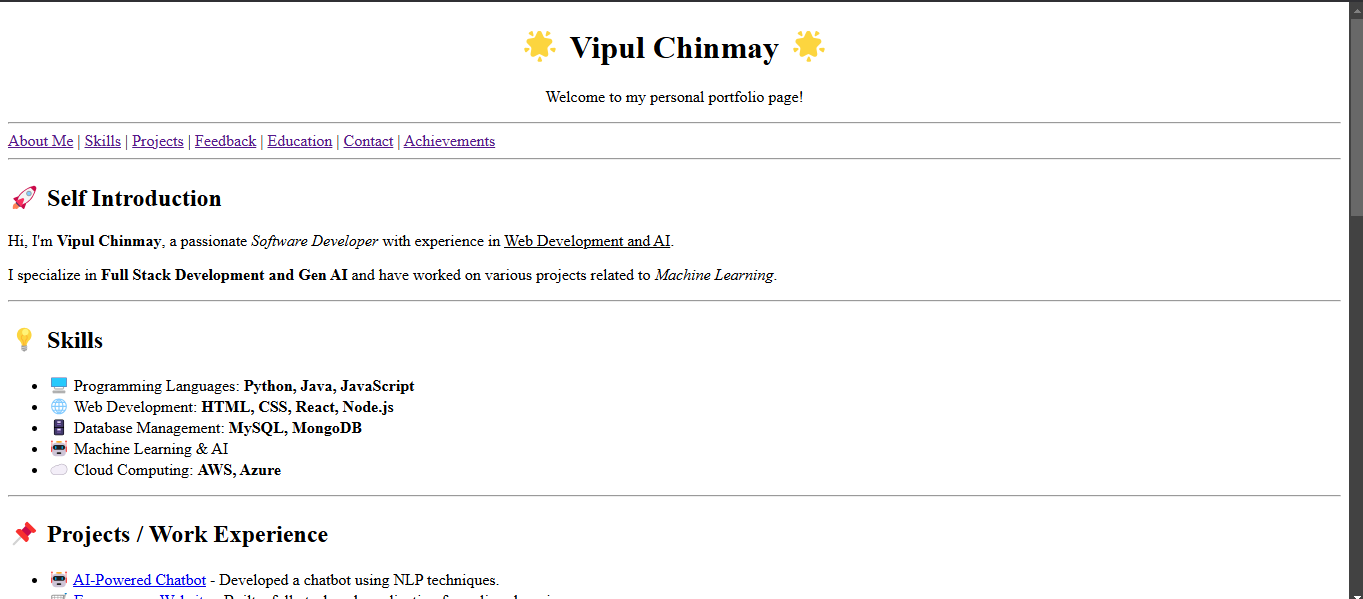 🌟 Vipul Chinmay 🌟
Welcome to my personal portfolio page!
About Me | Skills | Projects | Feedback | Education | Contact | Achievements
🚀 Self Introduction
Hi, I'm Vipul Chinmay, a passionate Software Developer with experience in Web Development and AI.
I specialize in Full Stack Development and Gen AI and have worked on various projects related to Machine Learning.
💡 Skills
• 💻 Programming Languages: Python, Java, JavaScript
• 🌐 Web Development: HTML, CSS, React, Node.js
• 🗄 Database Management: MySQL, MongoDB
• 🤖 Machine Learning & AI
• ☁ Cloud Computing: AWS, Azure
📌 Projects / Work Experience
• 🤖 AI-Powered Chatbot - Developed a chatbot using NLP techniques.